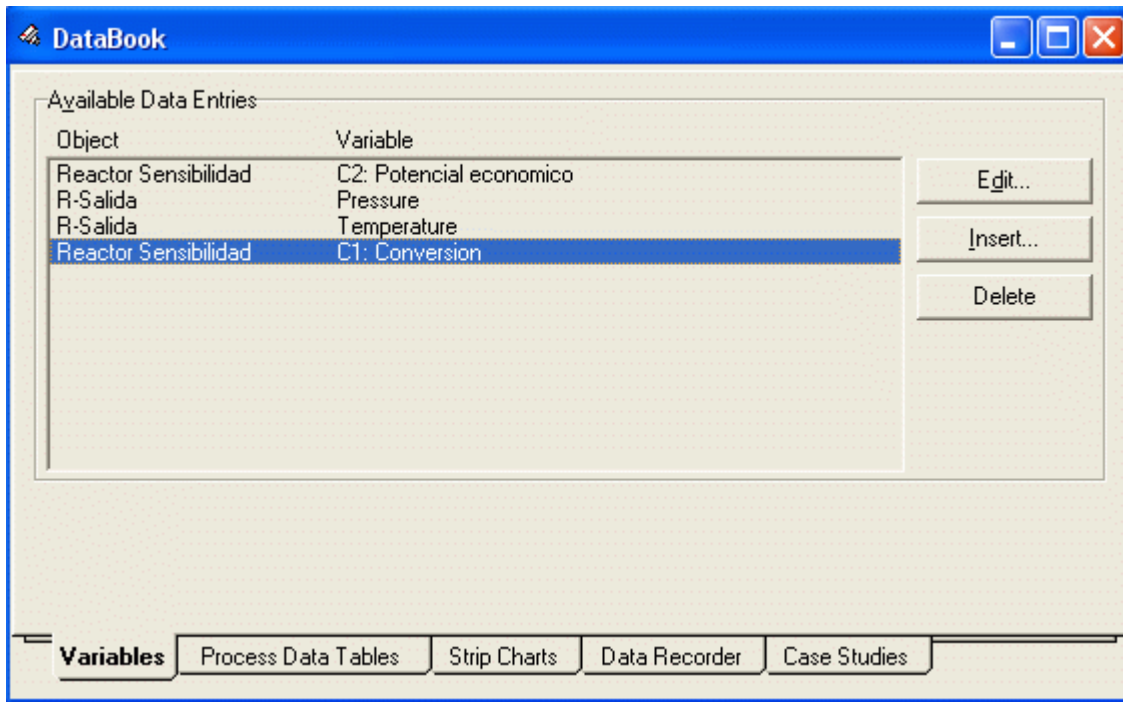 DataBook
Available Data Entries
Object Variable
Reactor Sensibilidad C2: Potencial economico
R-Salida Pressure
R-Salida Temperature
Reactor Sensibilidad C1: Conversion
Edit...
Insert...
Delete
Variables Process Data Tables Strip Charts Data Recorder Case Studies